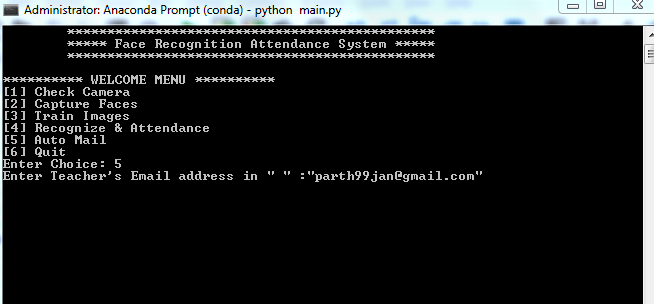 Administrator: Anaconda Prompt (conda) - python  main.py
**********************************************
***** Face Recognition Attendance System *****
**********************************************
********** WELCOME MENU **********
[1] Check Camera
[2] Capture Faces
[3] Train Images
[4] Recognize & Attendance
[5] Auto Mail
[6] Quit
Enter Choice: 5
Enter Teacher's Email address in " " :"parth99jan@gmail.com"